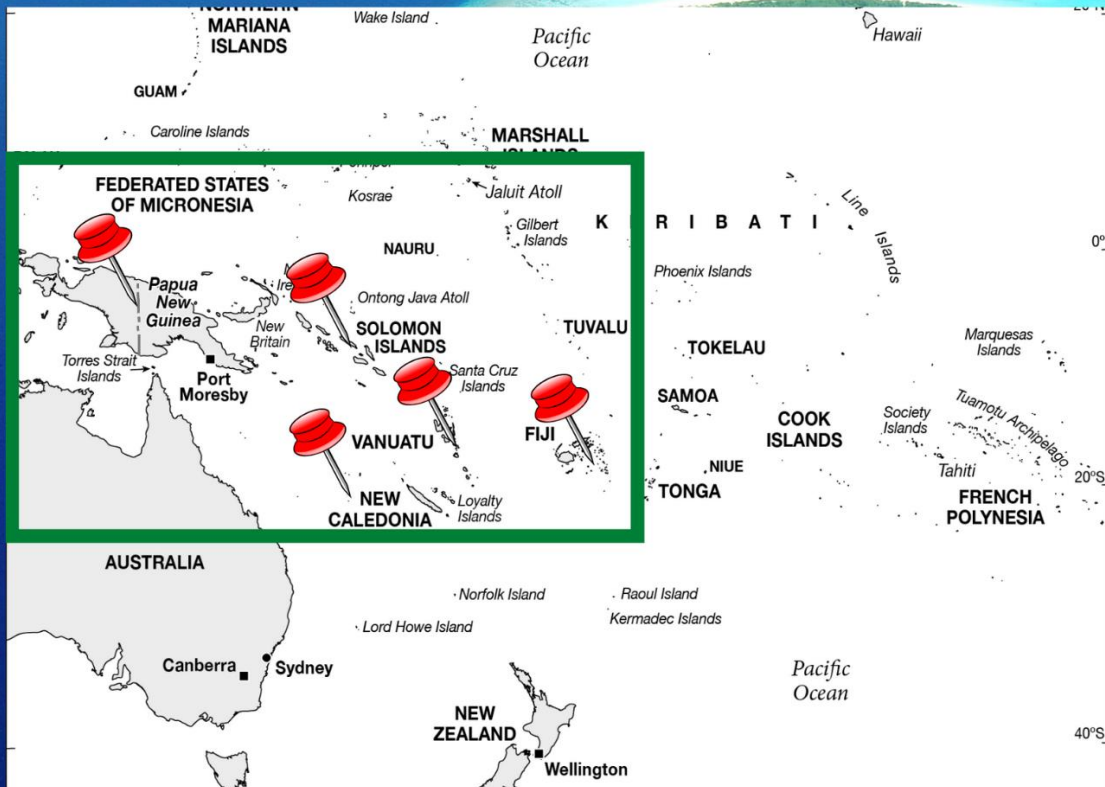 NORTHERN
MARIANA
ISLANDS
Wake Island
Pacific
Ocean
20°N
Hawaii
GUAM
Caroline Islands
MARSHALL
ISLANDS
FEDERATED STATES
OF MICRONESIA
Kosrae
Jaluit Atoll
Gilbert
Islands
KIRIBATI
Line
Islands
NAURU
0°
Phoenix Islands
Papua
New
Guinea
Ontong Java Atoll
New
Britain
SOLOMON
ISLANDS
TUVALU
TOKELAU
Marquesas
Islands
Torres Strait
Islands
Port
Moresby
Santa Cruz
Islands
SAMOA
COOK
ISLANDS
Society
Islands
Tuamotu Archipelago
VANUATU
FIJI
NIUE
Tahiti
20°S
TONGA
NEW
CALEDONIA
Loyalty
Islands
FRENCH
POLYNESIA
AUSTRALIA
Norfolk Island
Raoul Island
Kermadec Islands
Lord Howe Island
Canberra
Sydney
Pacific
Ocean
NEW
ZEALAND
40°S
Wellington